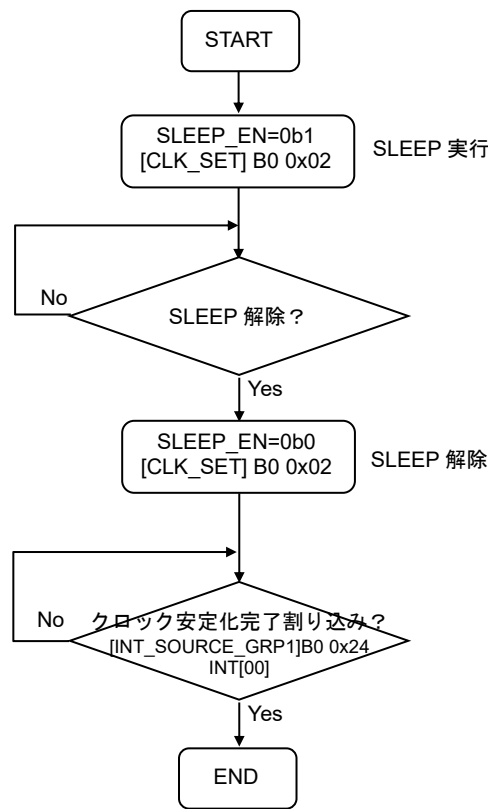 START
SLEEP_EN=0b1
[CLK_SET] B0 0x02
SLEEP 実行
No
SLEEP 解除？
Yes
SLEEP_EN=0b0
[CLK_SET] B0 0x02
SLEEP 解除
No
クロック安定化完了割り込み？
[INT_SOURCE_GRP1]B0 0x24
INT[00]
Yes
END